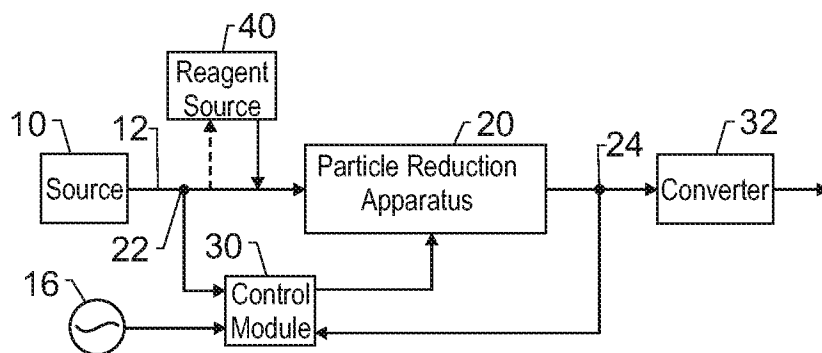 40
Reagent
Source
10
12
20
24
32
Source
Particle Reduction
Apparatus
Converter
22
30
16
Control
Module